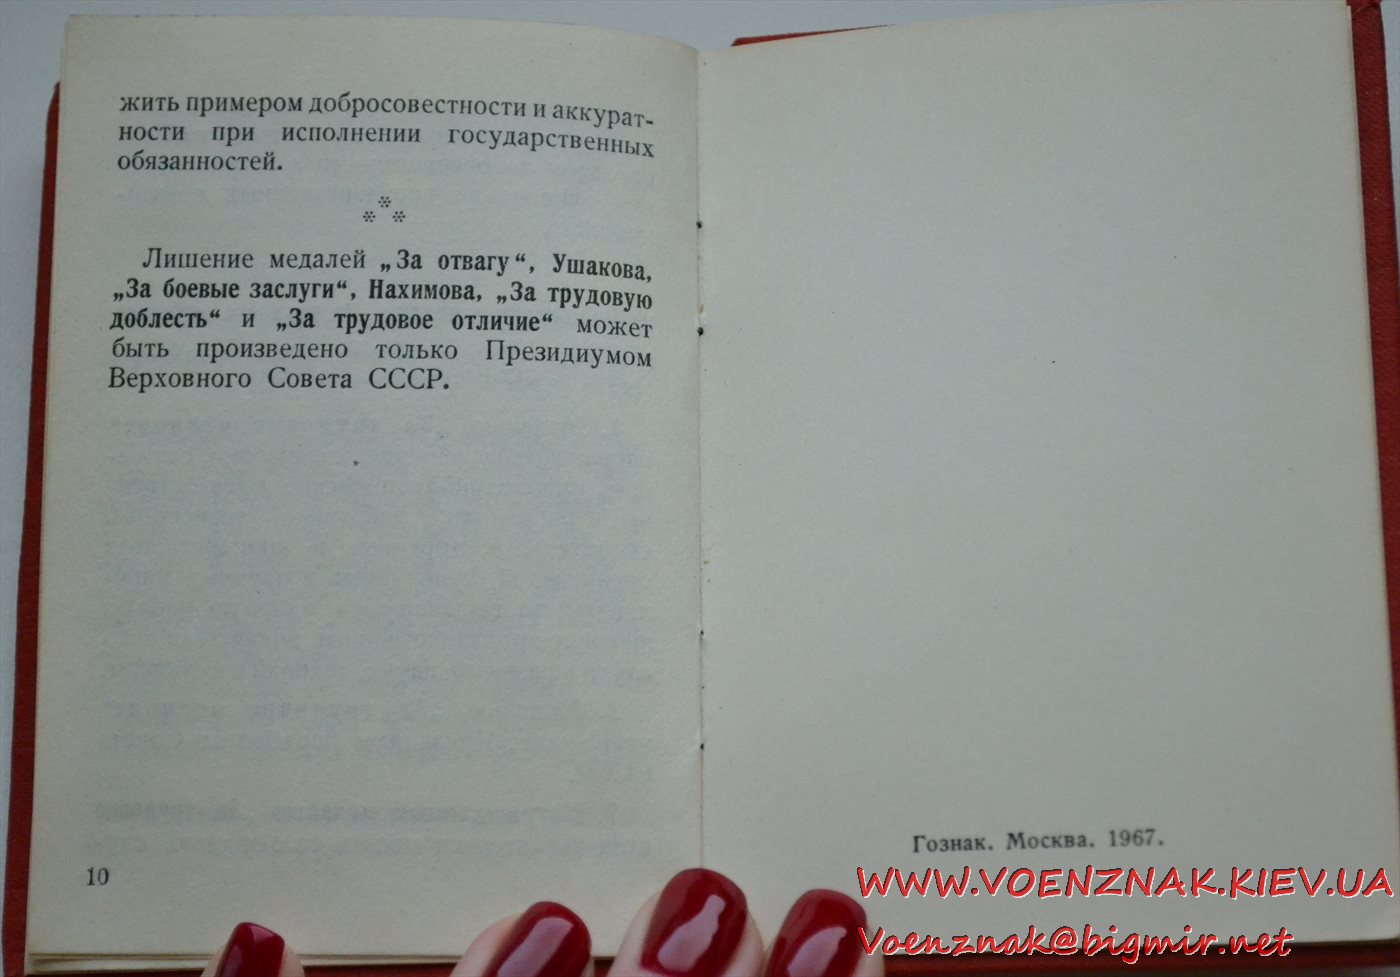 жить примером добросовестности и аккурат-
ности при исполнении государственных
обязанностей.
Лишение медалей „За отвагу“, Ушакова,
„За боевые заслуги“, Нахимова, „За трудовую
доблесть“ и „За трудовое отличие“ может
быть произведено только Президиумом
Верховного Совета СССР.
10
Гознак. Москва. 1967.
WWW.VOENZNAK.KIEV.UA
Voenznak@bigmir.net